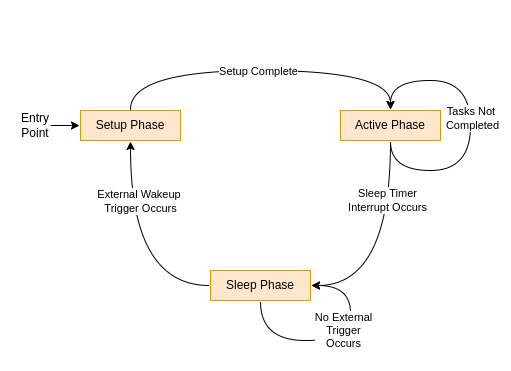 Setup Complete
Entry
Point
Setup Phase
Active Phase
Tasks Not
Completed
External Wakeup
Trigger Occurs
Sleep Timer
Interrupt Occurs
Sleep Phase
No External
Trigger
Occurs